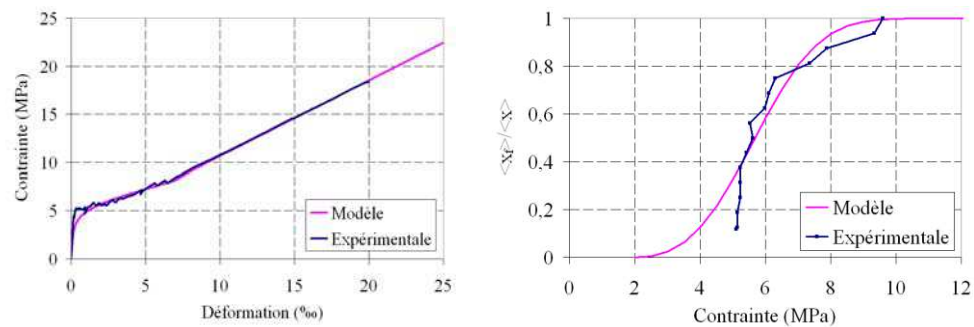 Contrainte (MPa)
25
20
15
10
5
0
Modèle
Expérimentale
0 5 10 15 20 25
Déformation (‰)
<x_f>/<x>
1
0,8
0,6
0,4
0,2
0
Modèle
Expérimentale
0 2 4 6 8 10 12
Contrainte (MPa)